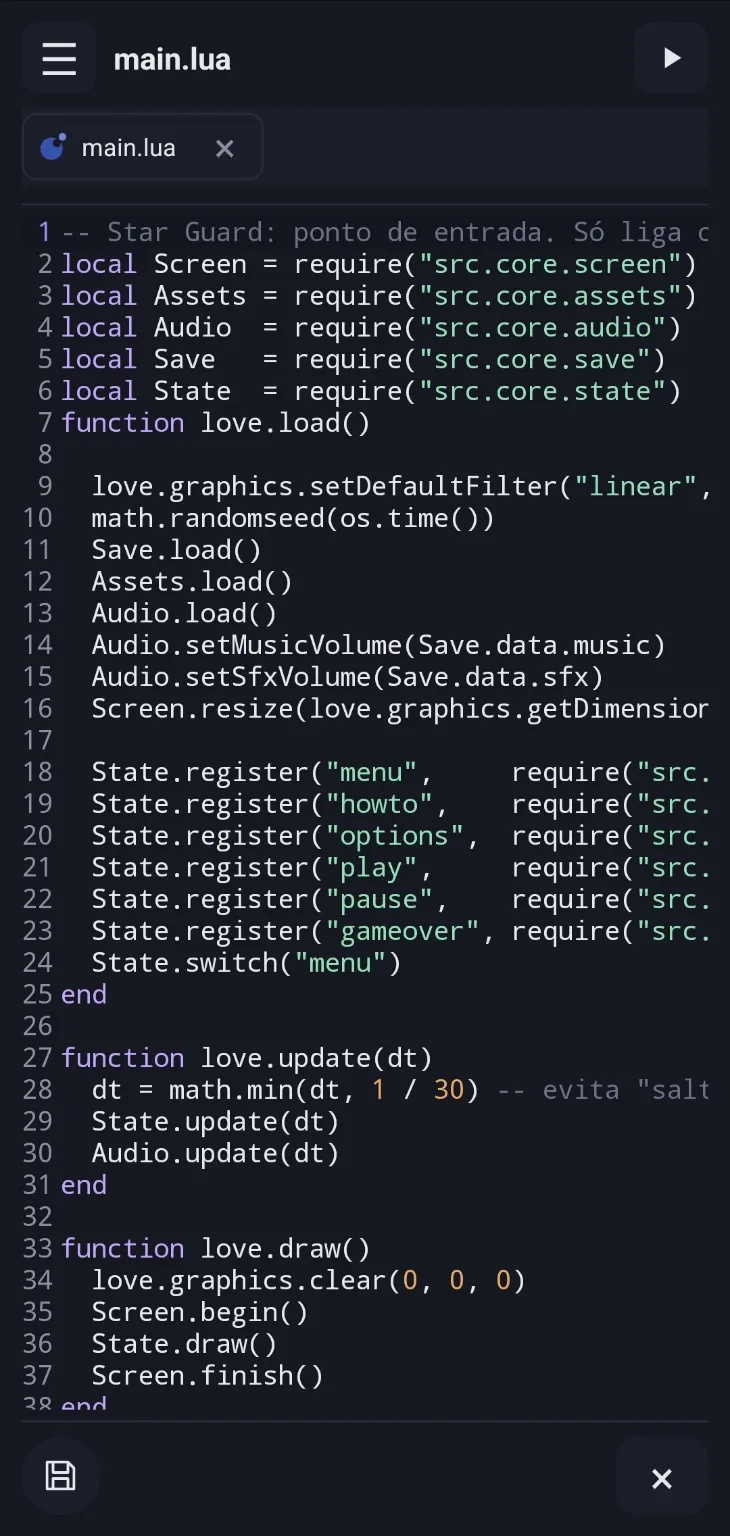 main.lua
main.lua
1 -- Star Guard: ponto de entrada. Só liga
2 local Screen = require("src.core.screen")
3 local Assets = require("src.core.assets")
4 local Audio  = require("src.core.audio")
5 local Save   = require("src.core.save")
6 local State  = require("src.core.state")
7 function love.load()
8
9   love.graphics.setDefaultFilter("linear",
10   math.randomseed(os.time())
11   Save.load()
12   Assets.load()
13   Audio.load()
14   Audio.setMusicVolume(Save.data.music)
15   Audio.setSfxVolume(Save.data.sfx)
16   Screen.resize(love.graphics.getDimension
17
18   State.register("menu",     require("src.
19   State.register("howto",    require("src.
20   State.register("options",  require("src.
21   State.register("play",     require("src.
22   State.register("pause",    require("src.
23   State.register("gameover", require("src.
24   State.switch("menu")
25 end
26
27 function love.update(dt)
28   dt = math.min(dt, 1 / 30) -- evita "salt
29   State.update(dt)
30   Audio.update(dt)
31 end
32
33 function love.draw()
34   love.graphics.clear(0, 0, 0)
35   Screen.begin()
36   State.draw()
37   Screen.finish()
38 end